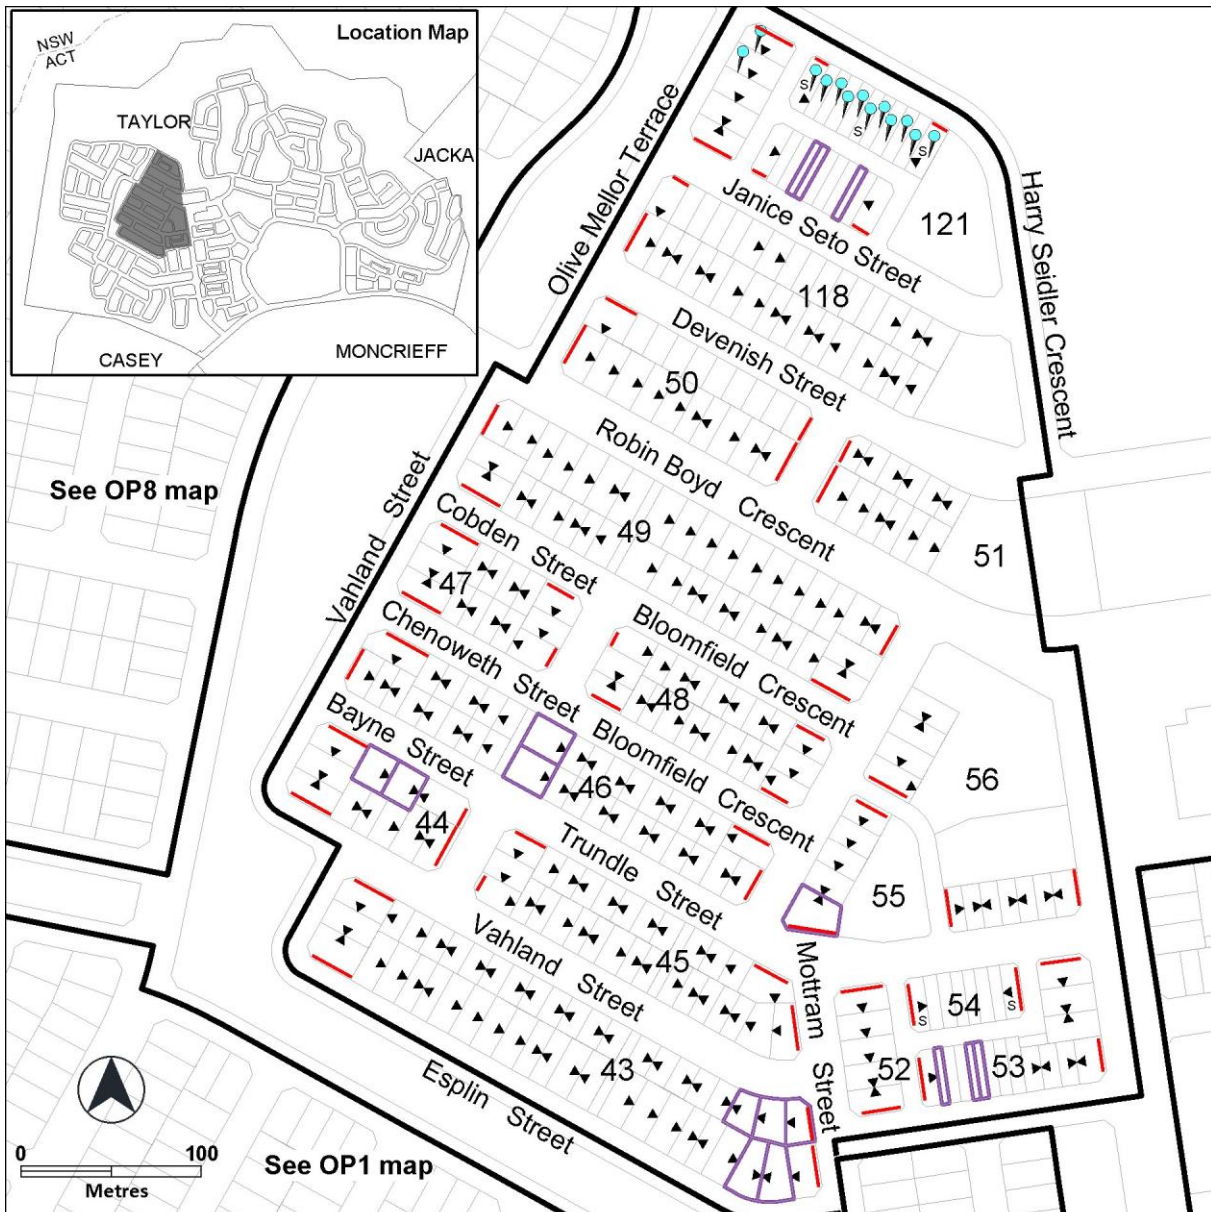 Location Map
NSW
ACT
TAYLOR
JACKA
CASEY
MONCRIEFF
Olive Mellor Terrace
Harry Seidler Crescent
S
S
S
121
Janice Seto Street
118
Devenish Street
50
Robin Boyd Crescent
See OP8 map
Vahland Street
49
51
Cobden Street
47
Bloomfield Crescent
Chenoweth Street
48
Bayne Street
Bloomfield Crescent
56
46
44
Trundle Street
55
Vahland Street
45
Mottram Street
54
S
S
52
53
43
Esplin Street
0 100
Metres
See OP1 map